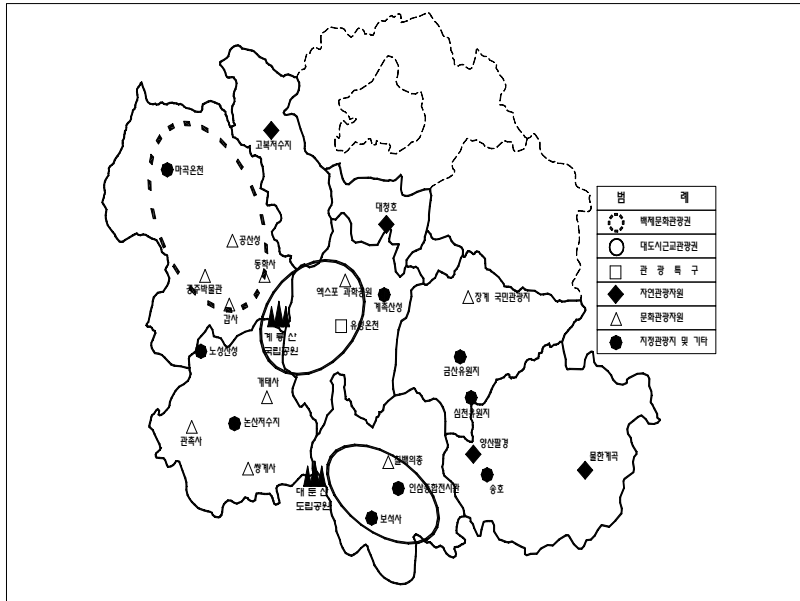 고복저수지
마곡온천
대청호
공산성
동학사
공주박물관
갑사
엑스포 과학공원
계족산성
유성온천
계 룡 산
국립공원
장계 국민관광지
노성산성
금산유원지
개태사
심천유원지
논산저수지
관촉사
양산팔경
물한계곡
쌍계사
칠백의총
송호
인삼종합전시관
대 둔 산
도립공원
보석사
범 례
백제문화관광권
대도시근교관광권
관 광 특 구
자연관광자원
문화관광자원
지정관광지 및 기타